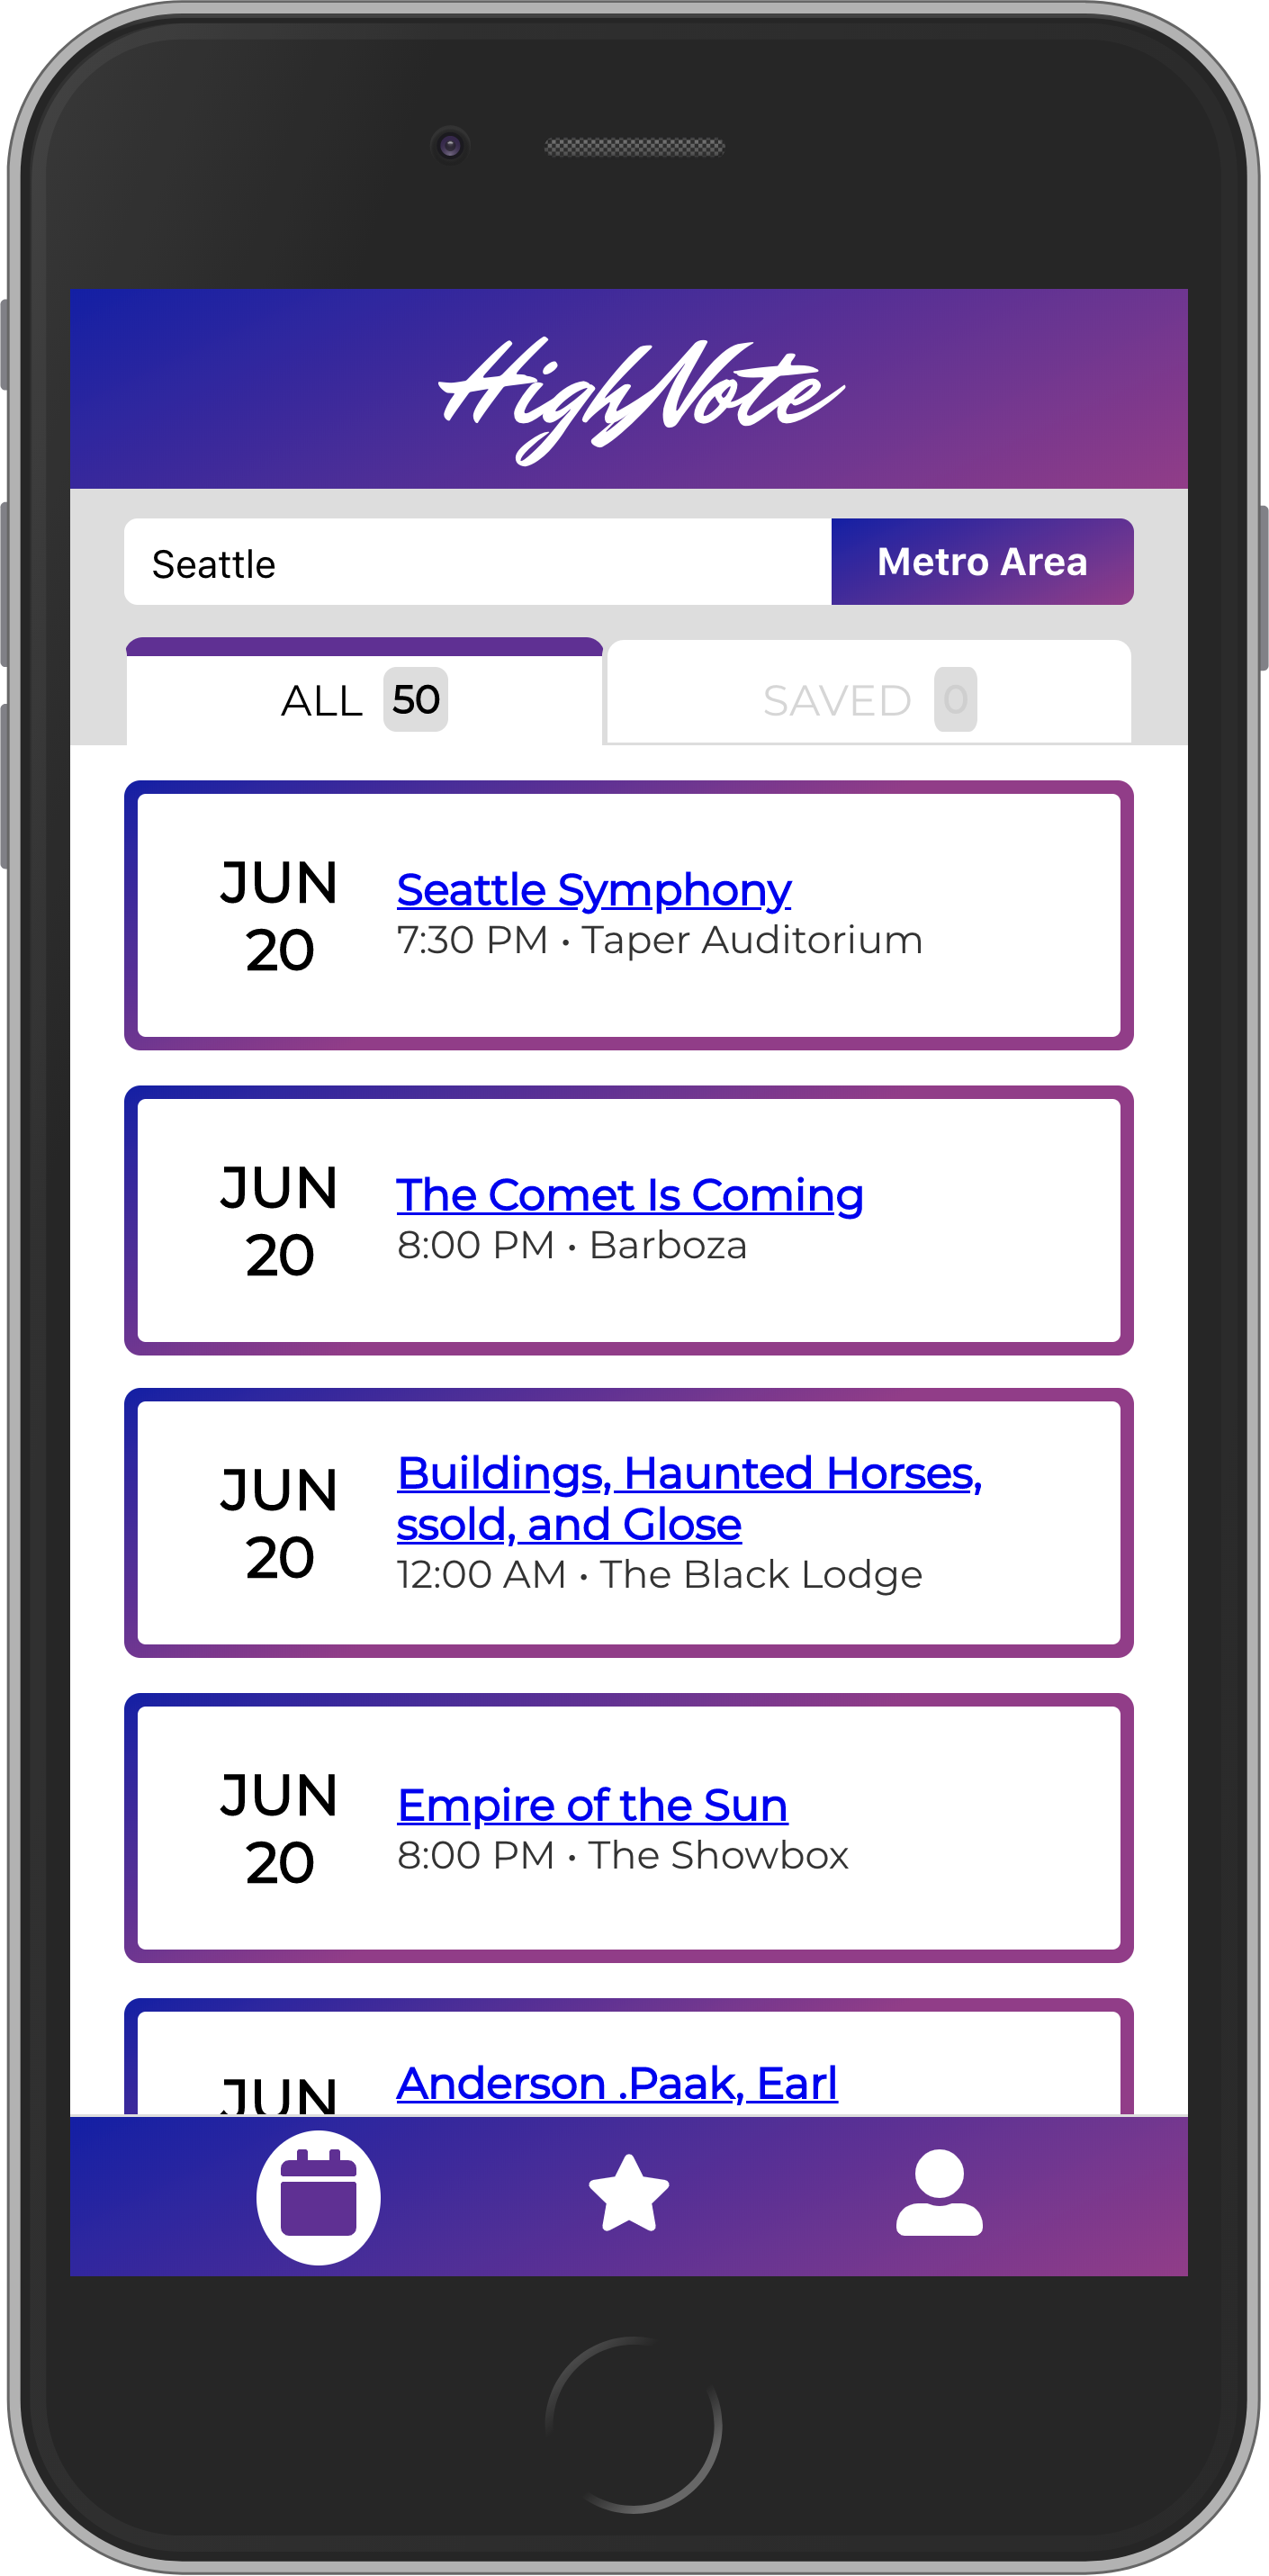 HighNote
Seattle
Metro Area
ALL 50
SAVED 0
JUN
20
Seattle Symphony
7:30 PM • Taper Auditorium
JUN
20
The Comet Is Coming
8:00 PM • Barboza
JUN
20
Buildings, Haunted Horses,
ssold, and Glose
12:00 AM • The Black Lodge
JUN
20
Empire of the Sun
8:00 PM • The Showbox
JUN
Anderson .Paak, Earl